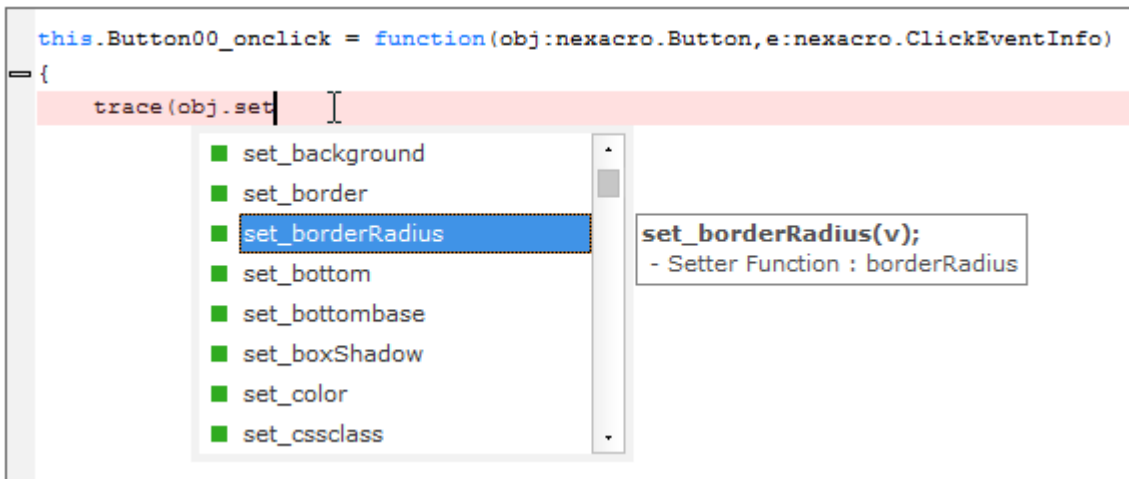 this.Button00_onclick = function(obj:nexacro.Button,e:nexacro.ClickEventInfo)
{
trace(obj.set
set_background
set_border
set_borderRadius
set_bottom
set_bottombase
set_boxShadow
set_color
set_cssclass
set_borderRadius(v);
- Setter Function : borderRadius